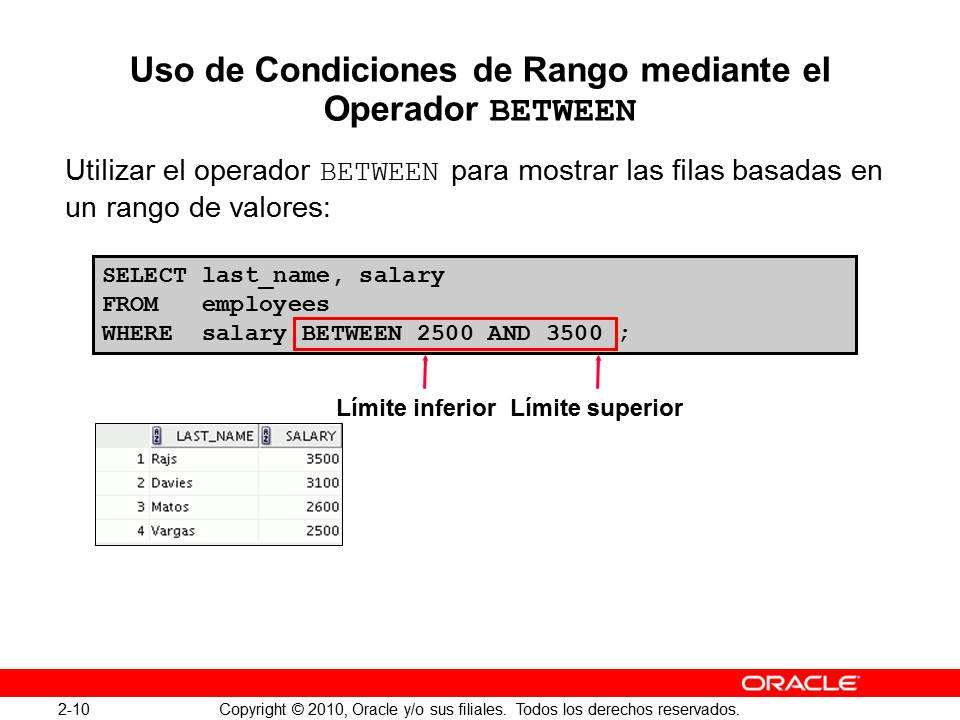 Uso de Condiciones de Rango mediante el
Operador BETWEEN
Utilizar el operador BETWEEN para mostrar las filas basadas en
un rango de valores:
SELECT last_name, salary
FROM employees
WHERE salary BETWEEN 2500 AND 3500 ;
Límite inferior Límite superior
LAST_NAME SALARY
1 Rajs 3500
2 Davies 3100
3 Matos 2600
4 Vargas 2500
ORACLE
2-10 Copyright © 2010, Oracle y/o sus filiales. Todos los derechos reservados.